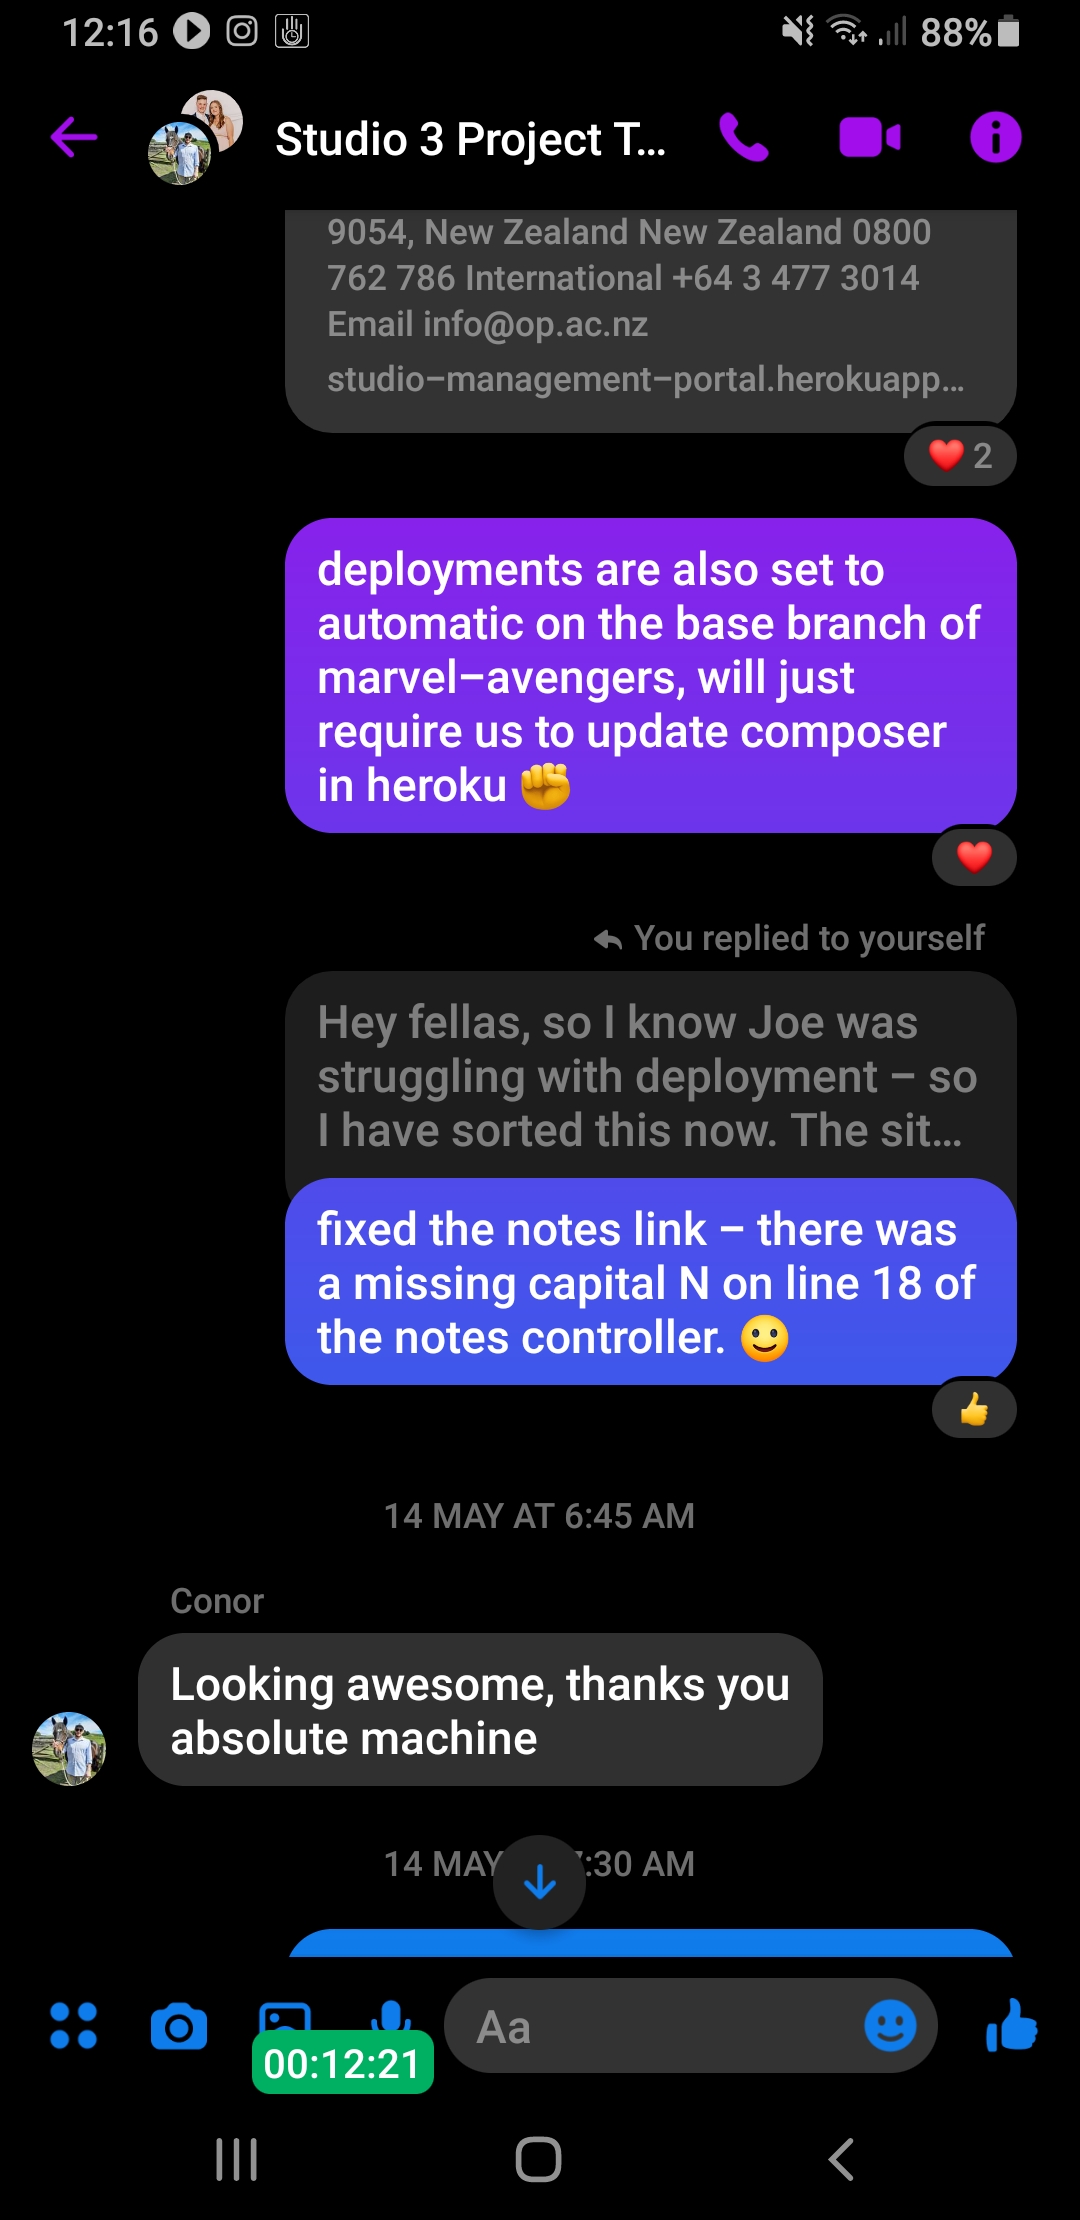 12:16
88%
Studio 3 Project T...
9054, New Zealand New Zealand 0800
762 786 International +64 3 477 3014
Email info@op.ac.nz
studio-management-portal.herokuapp...
❤️ 2
deployments are also set to
automatic on the base branch of
marvel-avengers, will just
require us to update composer
in heroku ✊
❤️
You replied to yourself
Hey fellas, so I know Joe was
struggling with deployment – so
I have sorted this now. The sit...
fixed the notes link – there was
a missing capital N on line 18 of
the notes controller. 🙂
👍
14 MAY AT 6:45 AM
Conor
Looking awesome, thanks you
absolute machine
14 MAY :30 AM
Aa
00:12:21